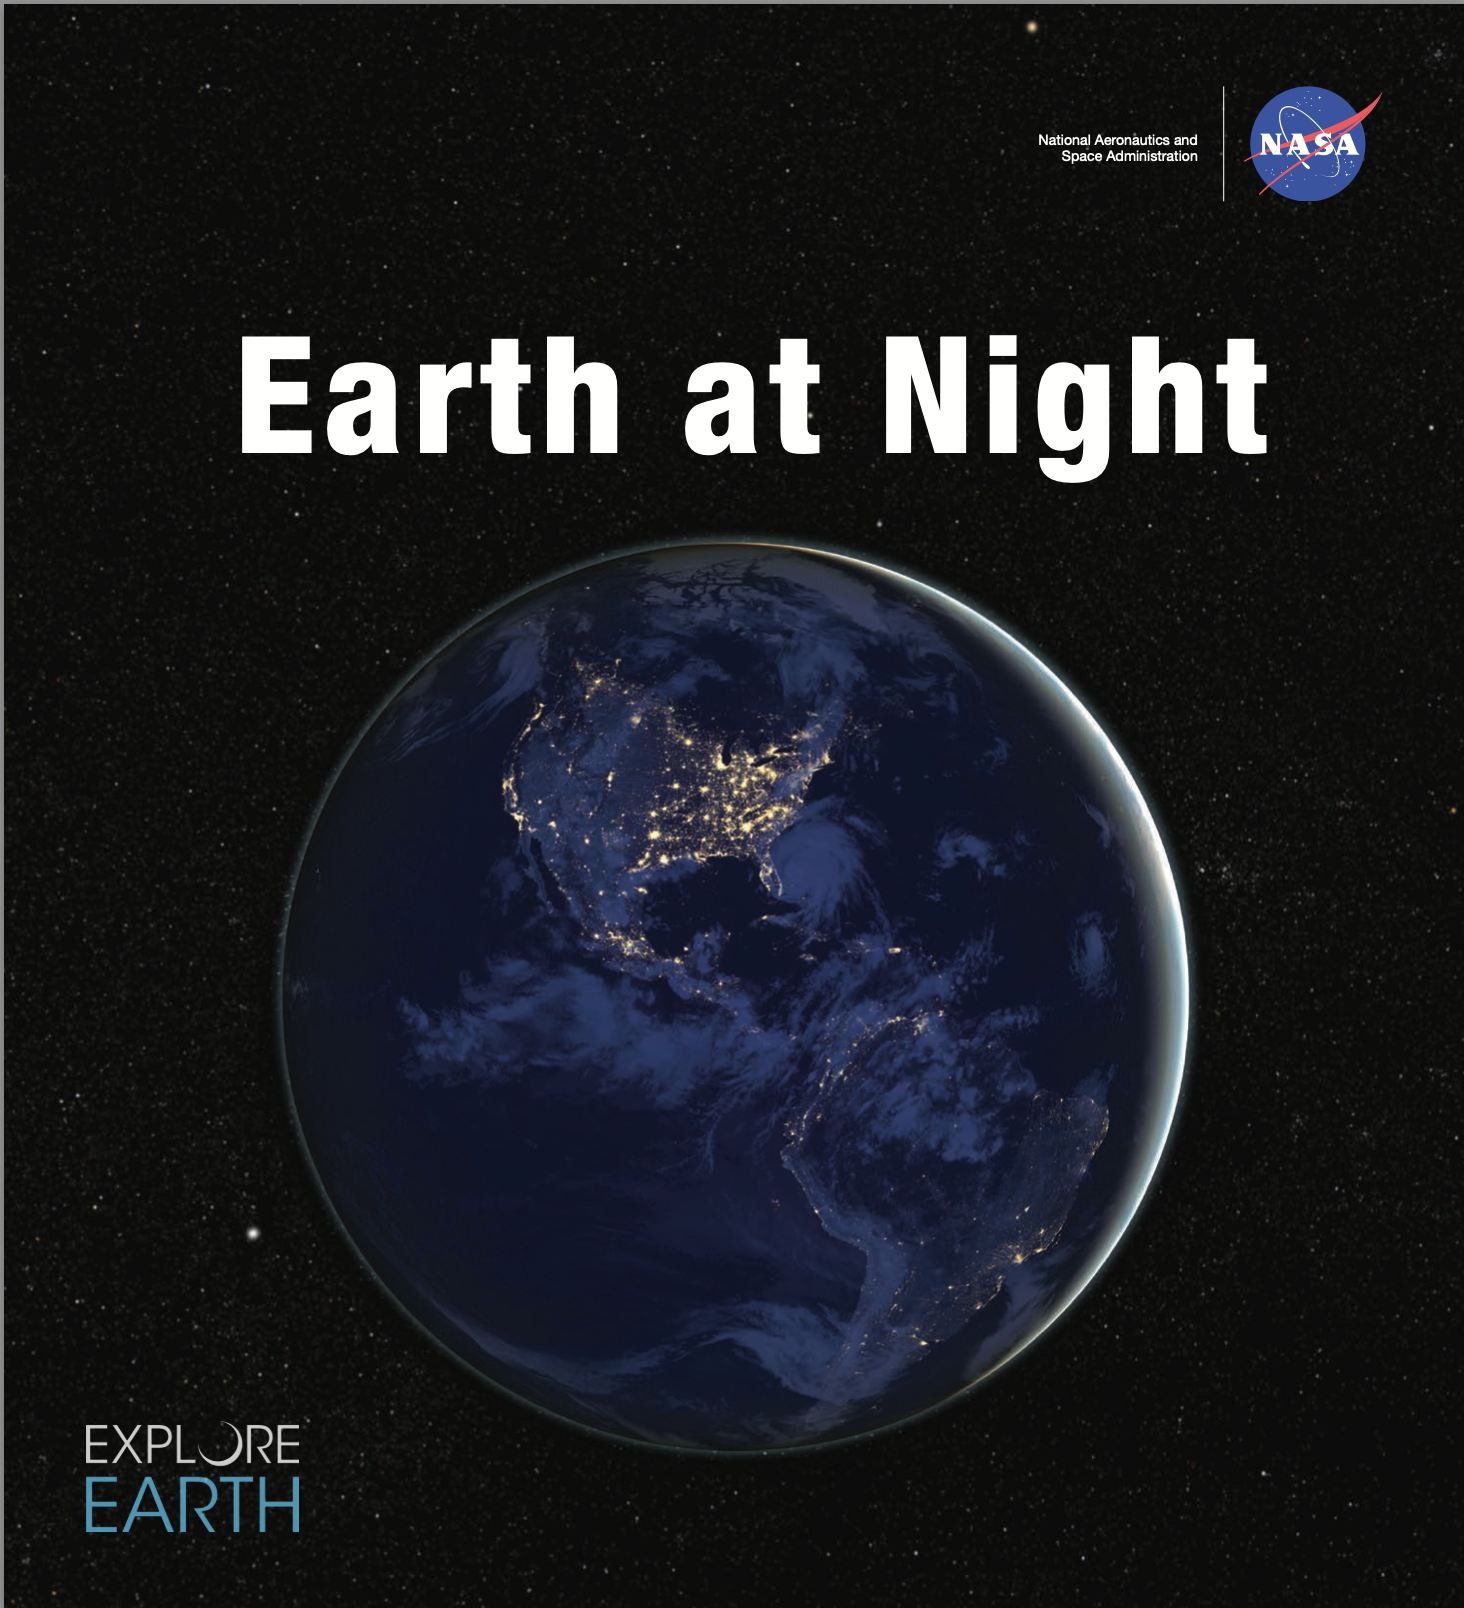 National Aeronautics and
Space Administration
NASA
Earth at Night
EXPLORE
EARTH